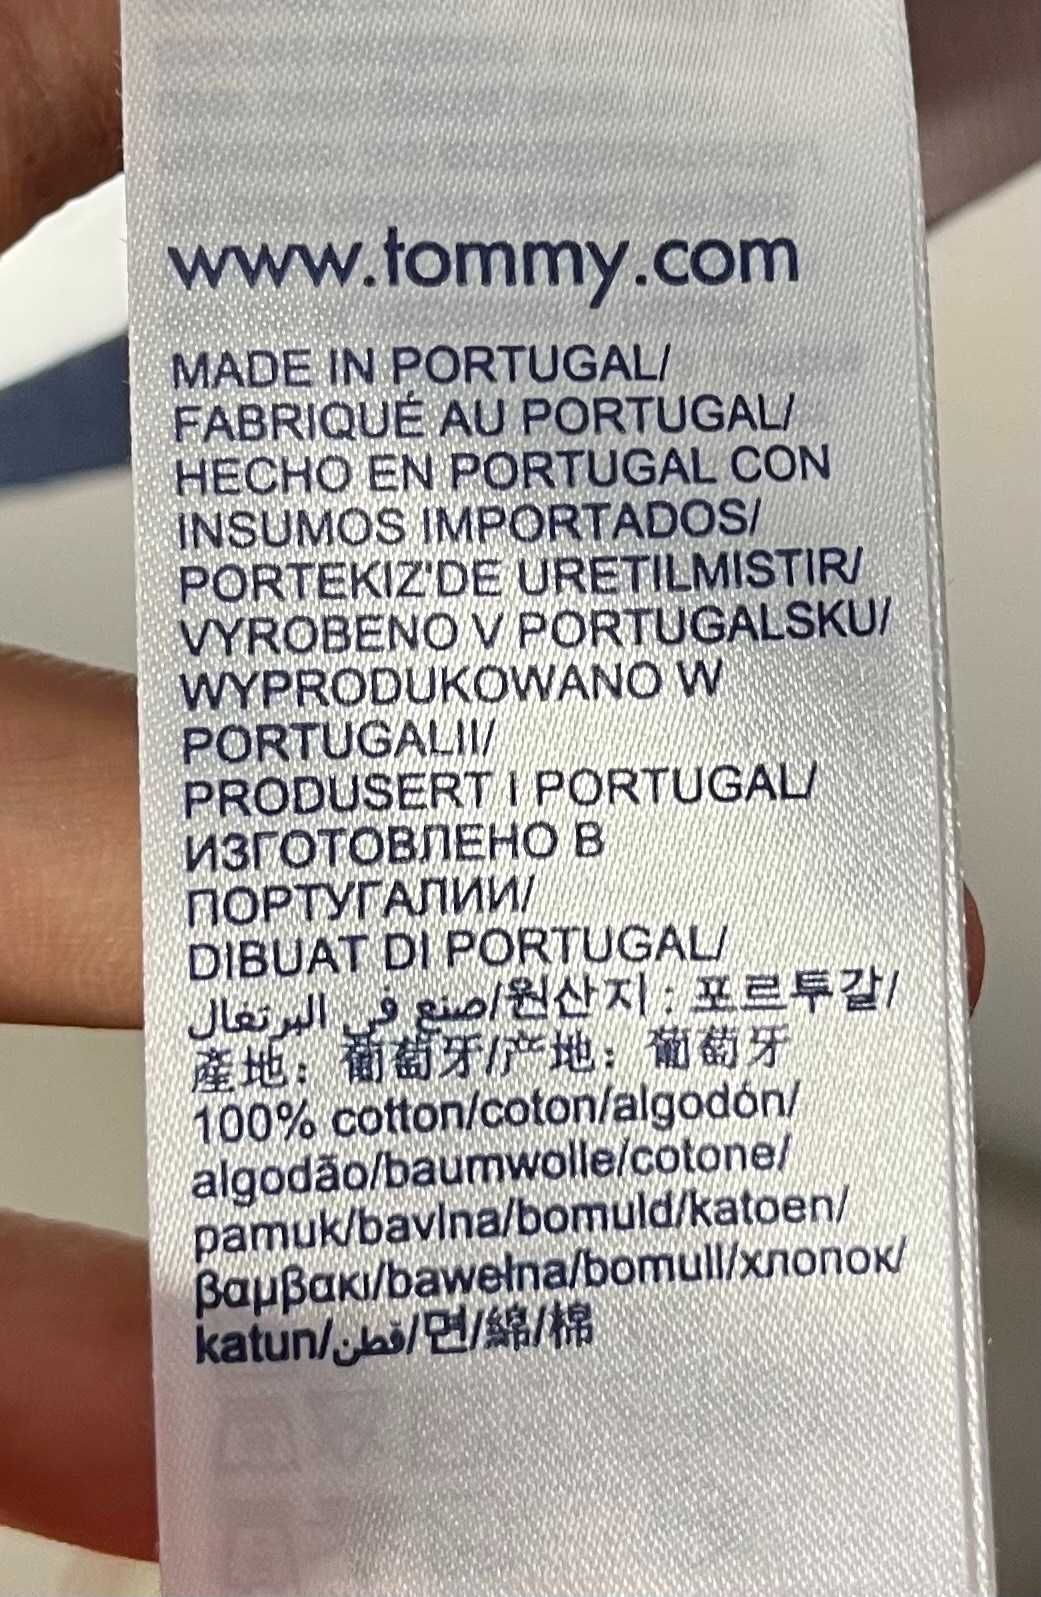 www.tommy.com
MADE IN PORTUGAL/
FABRIQUÉ AU PORTUGAL/
HECHO EN PORTUGAL CON
INSUMOS IMPORTADOS/
PORTEKIZ'DE URETILMISTIR/
VYROBENO V PORTUGALSKU/
WYPRODUKOWANO W
PORTUGALII/
PRODUSERT I PORTUGAL/
ИЗГОТОВЛЕНО В
ПОРТУГАЛИИ/
DIBUAT DI PORTUGAL/
صنع في البرتغال/원산지 : 포르투갈/
産地：葡萄牙/产地：葡萄牙
100% cotton/coton/algodón/
algodão/baumwolle/cotone/
pamuk/bavlna/bomuld/katoen/
βαμβακι/bawełna/bomull/хлопок/
katun/قطن/면/綿/棉